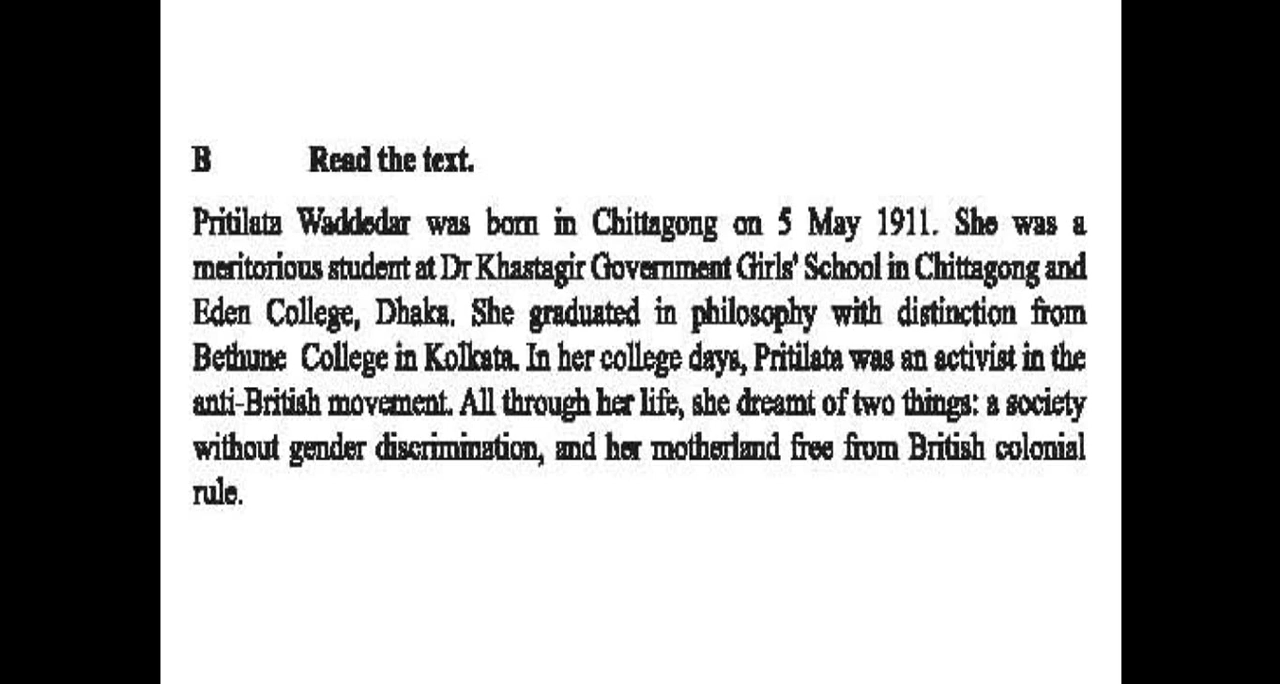 B Read the text.
Pritilata Waddedar was born in Chittagong on 5 May 1911. She was a
meritorious student at Dr Khastagir Government Girls' School in Chittagong and
Eden College, Dhaka. She graduated in philosophy with distinction from
Bethune College in Kolkata. In her college days, Pritilata was an activist in the
anti-British movement. All through her life, she dreamt of two things: a society
without gender discrimination, and her motherland free from British colonial
rule.